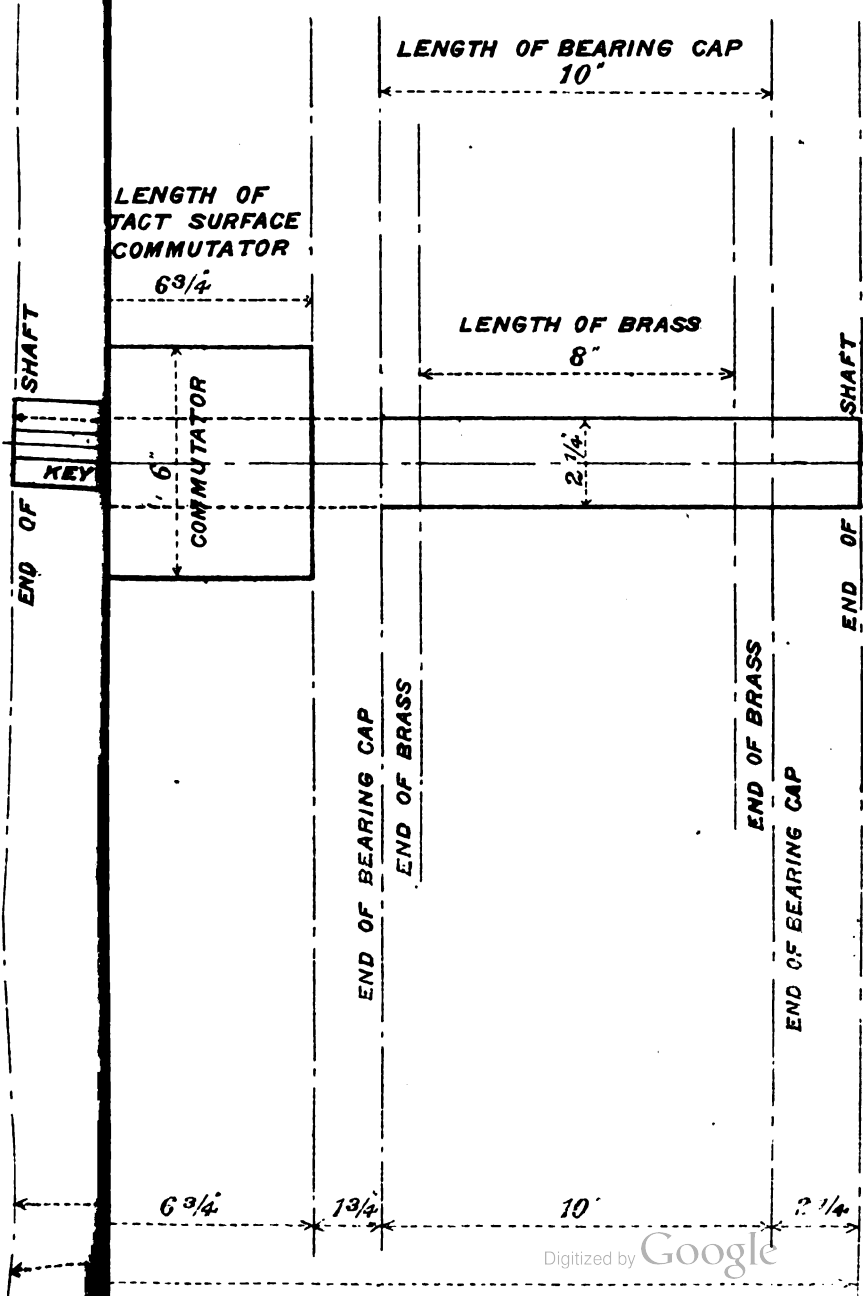 LENGTH OF BEARING CAP
10"
LENGTH OF
TACT SURFACE
COMMUTATOR
6 3/4"
LENGTH OF BRASS
8"
END OF SHAFT
KEY
6"
COMMUTATOR
2 1/4"
END OF SHAFT
END OF BEARING CAP
END OF BRASS
END OF BRASS
END OF BEARING CAP
6 3/4"
1 3/4"
10"
1/4"
Digitized by Google